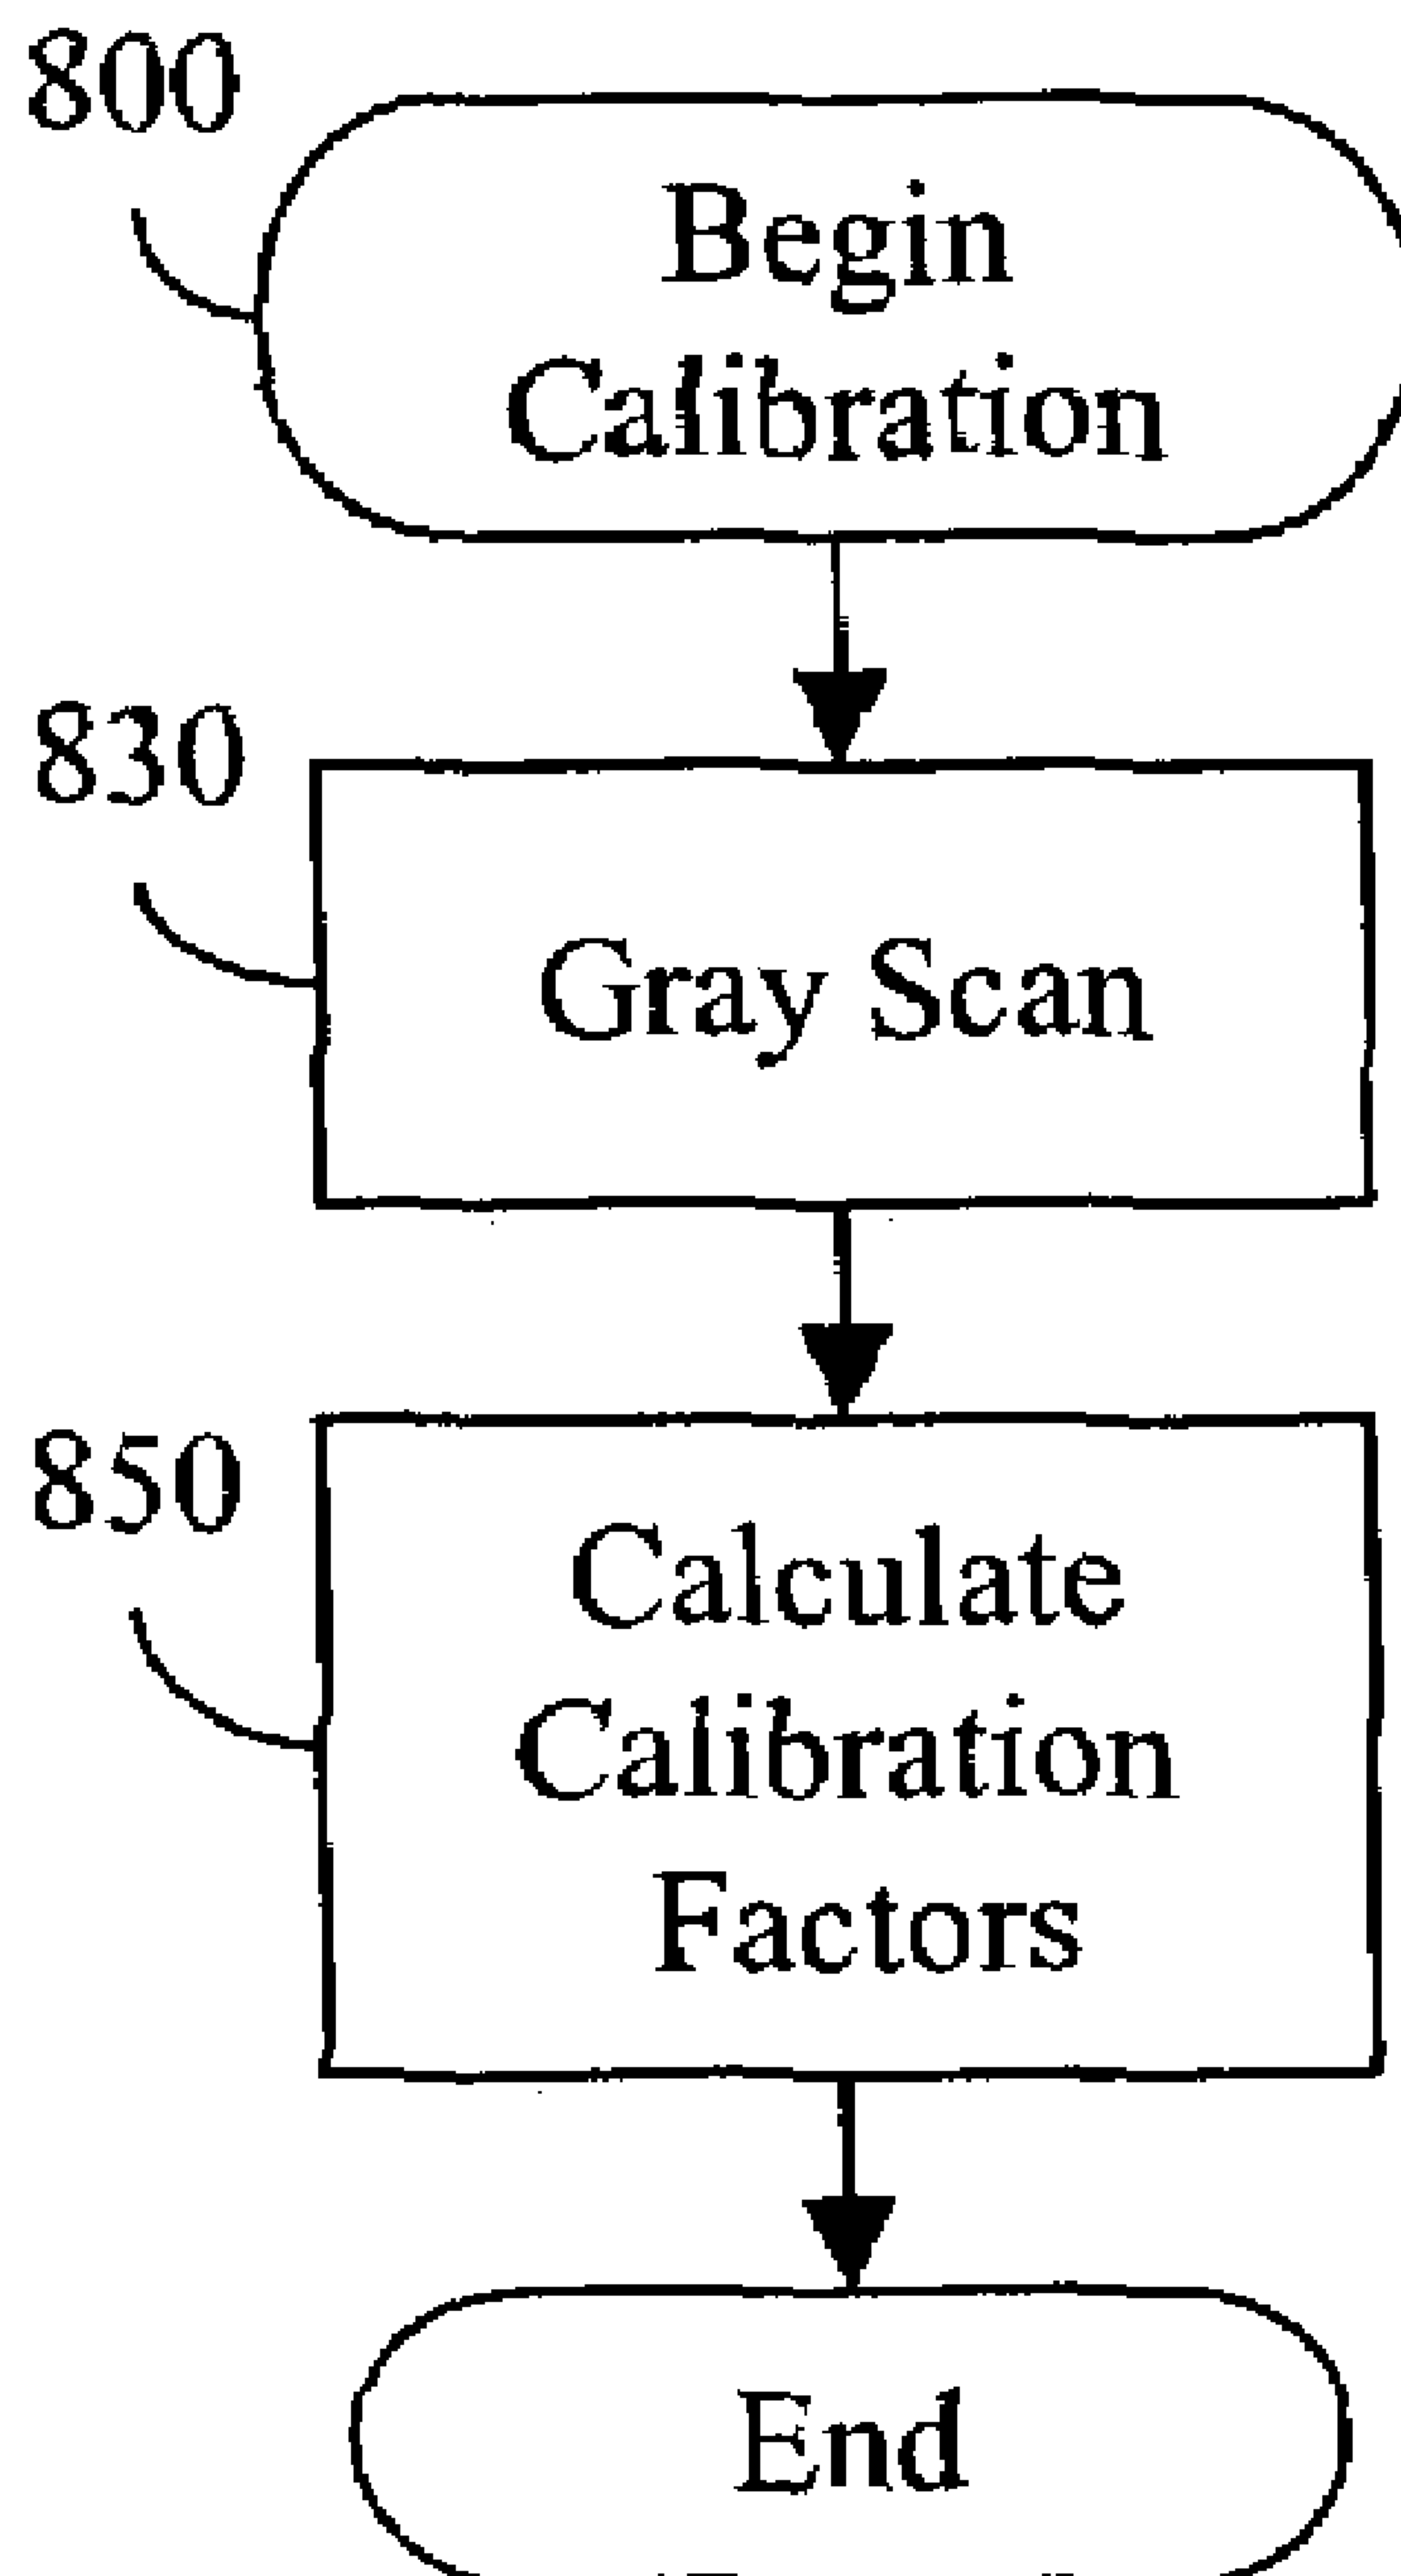 800
Begin
Calibration
830
Gray Scan
850
Calculate
Calibration
Factors
End